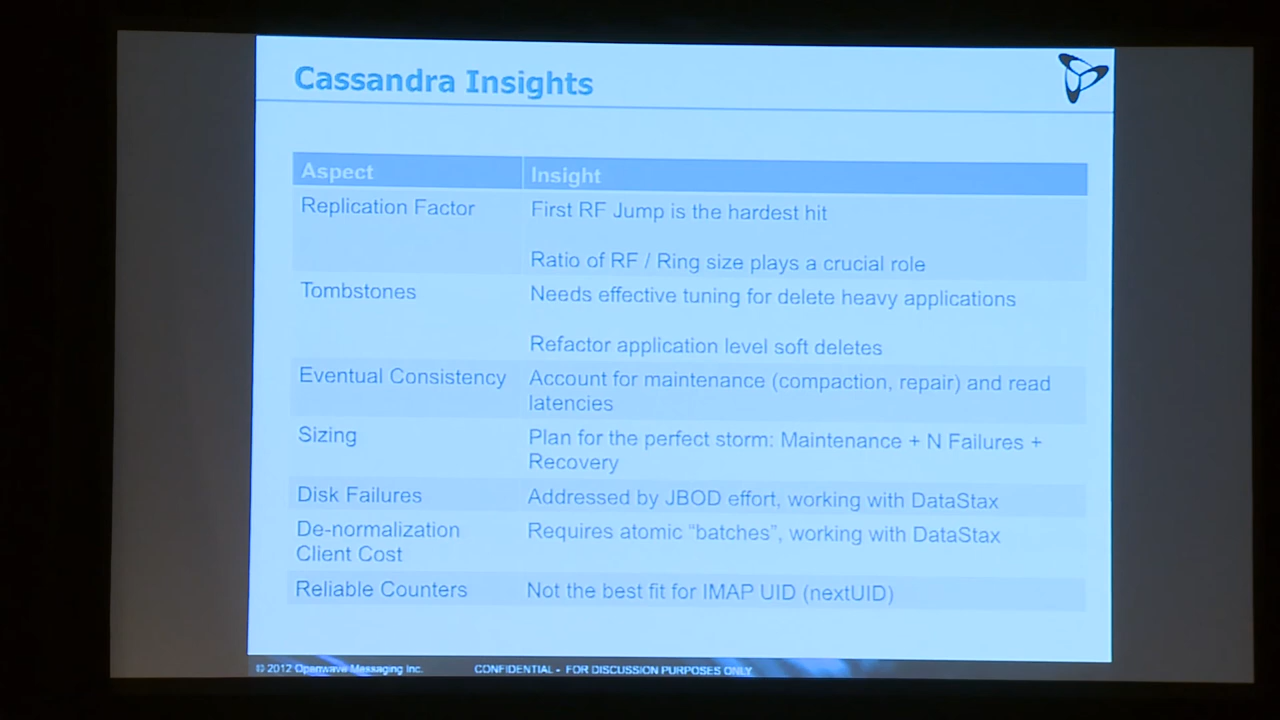 Cassandra Insights
Aspect
Insight
Replication Factor
First RF Jump is the hardest hit
Ratio of RF / Ring size plays a crucial role
Tombstones
Needs effective tuning for delete heavy applications
Refactor application level soft deletes
Eventual Consistency
Account for maintenance (compaction, repair) and read
latencies
Sizing
Plan for the perfect storm: Maintenance + N Failures +
Recovery
Disk Failures
Addressed by JBOD effort, working with DataStax
De-normalization
Client Cost
Requires atomic “batches”, working with DataStax
Reliable Counters
Not the best fit for IMAP UID (nextUID)
© 2012 Openwave Messaging Inc.
CONFIDENTIAL - FOR DISCUSSION PURPOSES ONLY